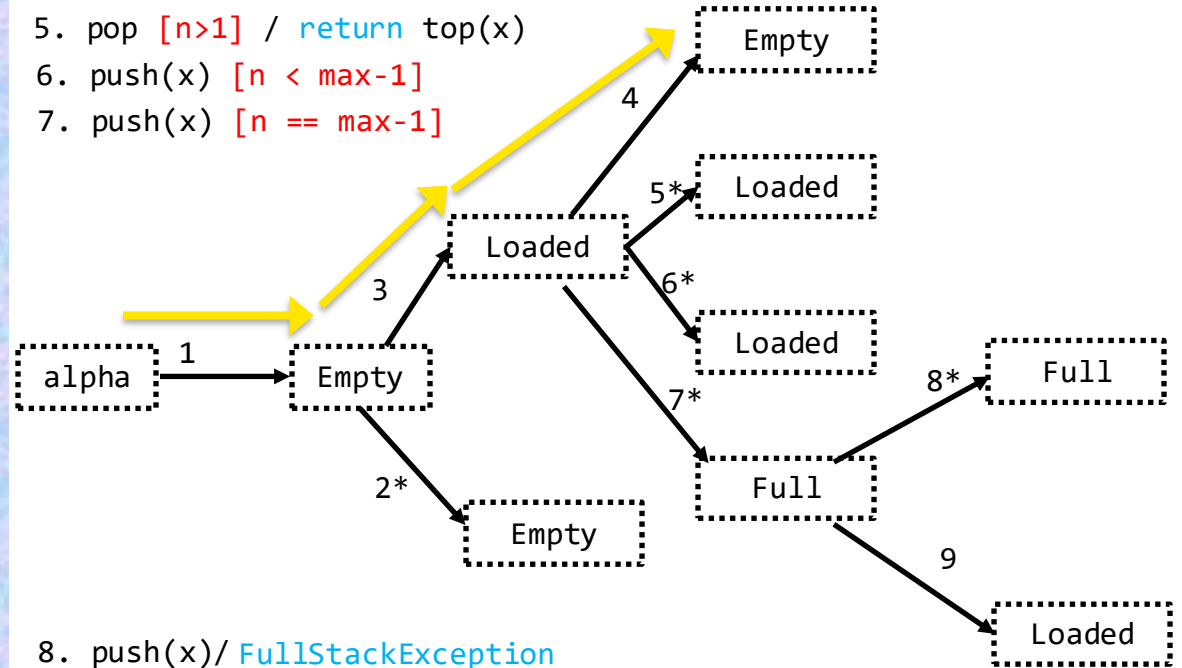 5. pop [n>1] / return top(x)
6. push(x) [n < max-1]
7. push(x) [n == max-1]
Empty
4
5*
Loaded
Loaded
3
6*
Loaded
alpha
1
Empty
7*
8*
Full
2*
Full
Empty
9
Loaded
8. push(x)/ FullStackException